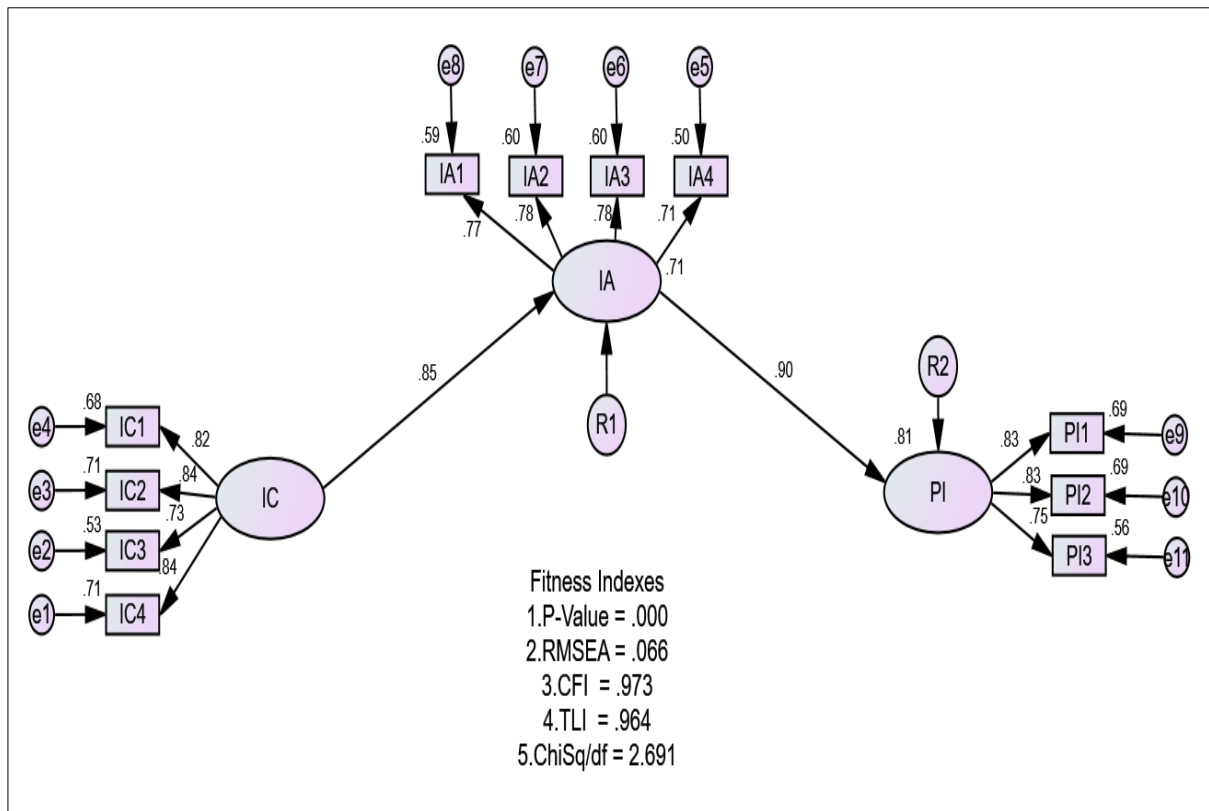 e8
e7
e6
e5
.59
.60
.60
.50
IA1
IA2
IA3
IA4
.77
.78
.78
.71
IA
.71
.85
.90
R1
R2
.68
e4
IC1
.82
.71
e3
IC2
.84
.53
e2
IC3
.73
.71
e1
IC4
.84
IC
.81
PI
.83
PI1
.69
e9
.83
PI2
.69
e10
.75
PI3
.56
e11
Fitness Indexes
1.P-Value = .000
2.RMSEA = .066
3.CFI = .973
4.TLI = .964
5.ChiSq/df = 2.691